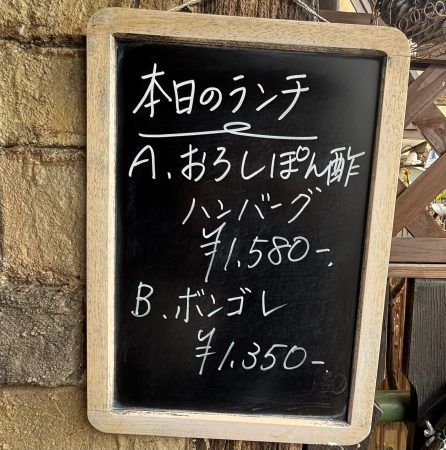 本日のランチ
A、おろしぽん酢
ハンバーグ
¥1,580-.
B、ボンゴレ
¥1.350-.